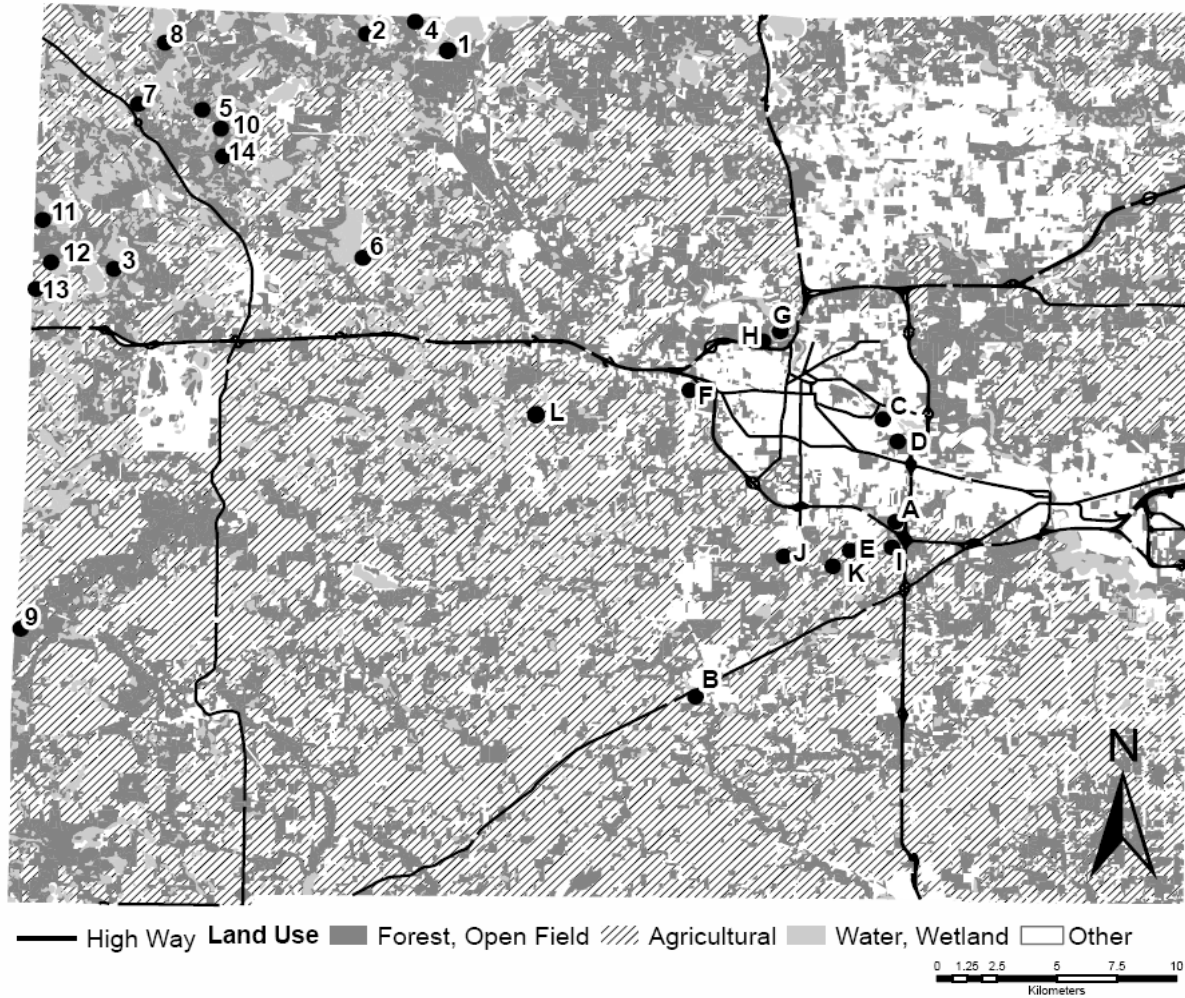 8
2
4
1
7
5
10
14
11
12
3
6
13
G
H
F
L
C
D
A
E
J
I
K
9
B
N
High Way Land Use Forest, Open Field Agricultural Water, Wetland Other
0 1.25 2.5 5 7.5 10
Kilometers